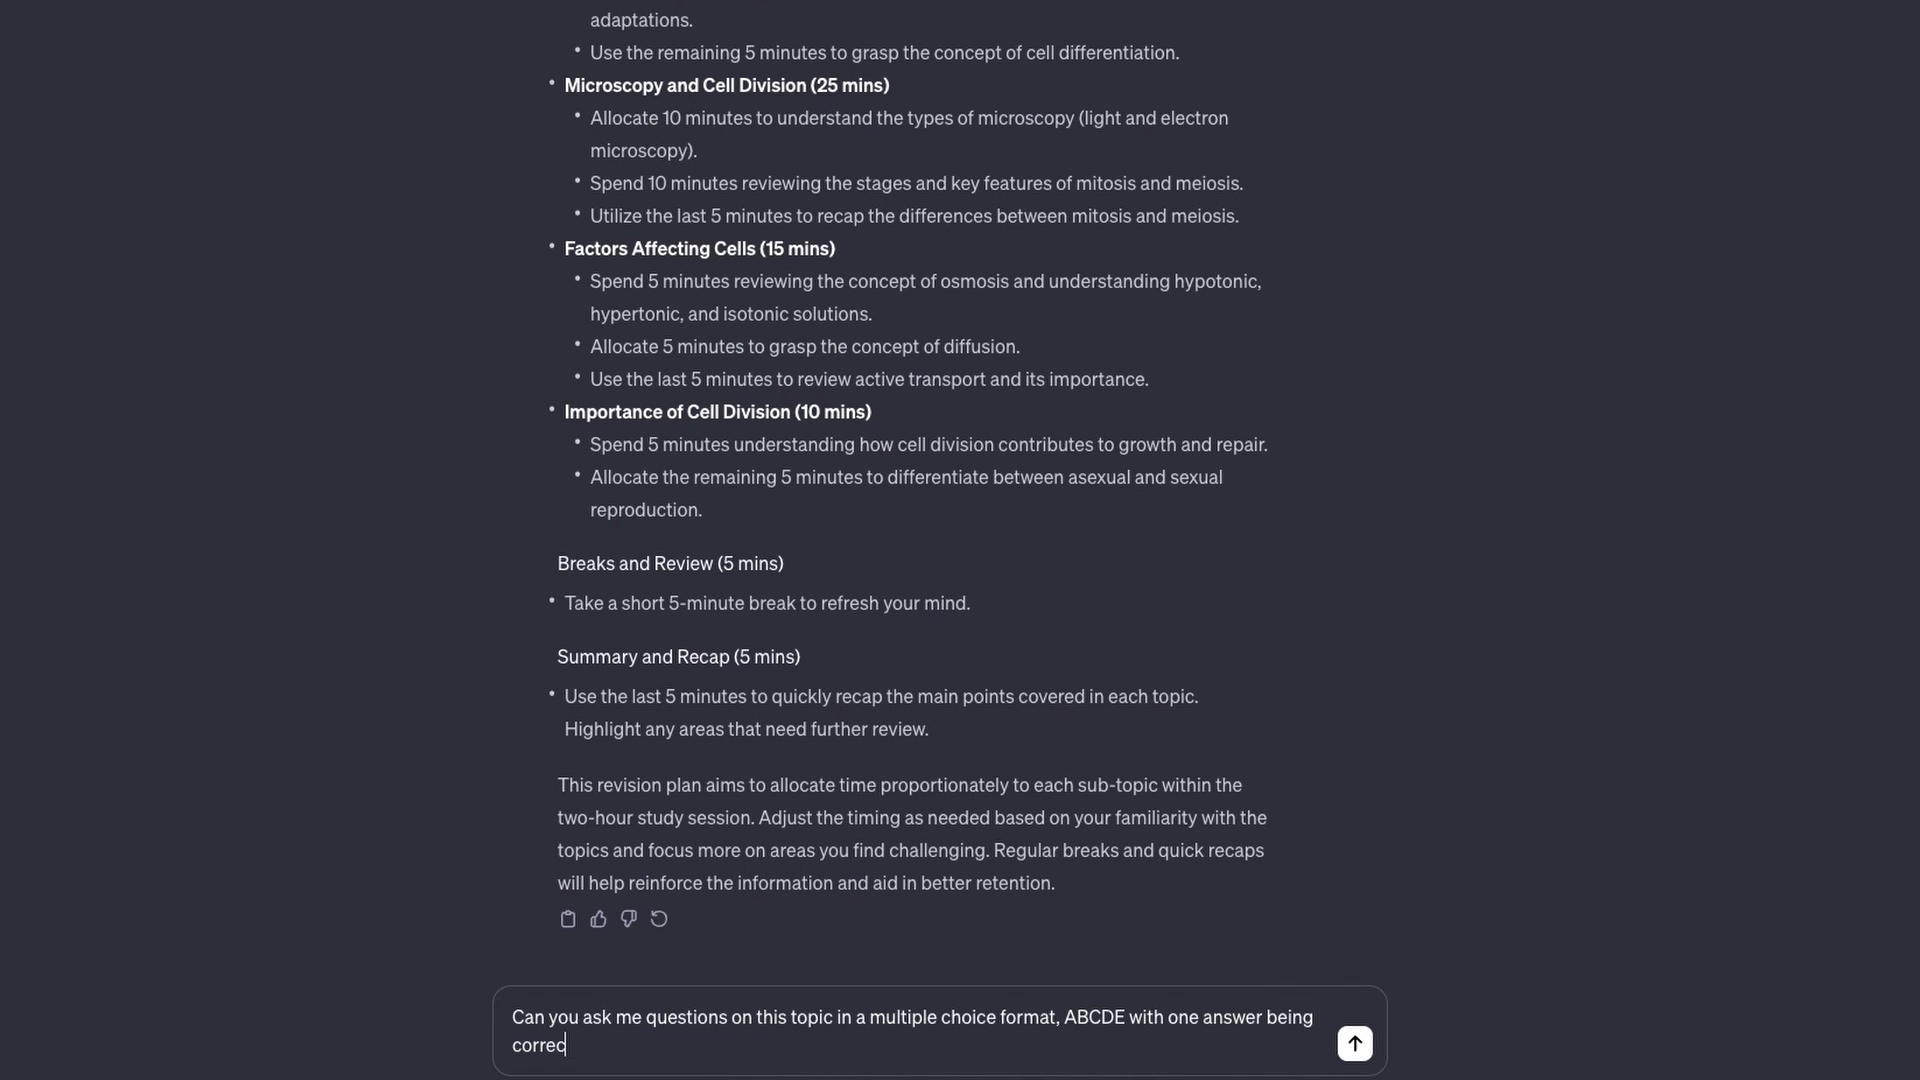 adaptations.
• Use the remaining 5 minutes to grasp the concept of cell differentiation.
• Microscopy and Cell Division (25 mins)
• Allocate 10 minutes to understand the types of microscopy (light and electron
microscopy).
• Spend 10 minutes reviewing the stages and key features of mitosis and meiosis.
• Utilize the last 5 minutes to recap the differences between mitosis and meiosis.
• Factors Affecting Cells (15 mins)
• Spend 5 minutes reviewing the concept of osmosis and understanding hypotonic,
hypertonic, and isotonic solutions.
• Allocate 5 minutes to grasp the concept of diffusion.
• Use the last 5 minutes to review active transport and its importance.
• Importance of Cell Division (10 mins)
• Spend 5 minutes understanding how cell division contributes to growth and repair.
• Allocate the remaining 5 minutes to differentiate between asexual and sexual
reproduction.
Breaks and Review (5 mins)
• Take a short 5-minute break to refresh your mind.
Summary and Recap (5 mins)
• Use the last 5 minutes to quickly recap the main points covered in each topic.
Highlight any areas that need further review.
This revision plan aims to allocate time proportionately to each sub-topic within the
two-hour study session. Adjust the timing as needed based on your familiarity with the
topics and focus more on areas you find challenging. Regular breaks and quick recaps
will help reinforce the information and aid in better retention.
Can you ask me questions on this topic in a multiple choice format, ABCDE with one answer being
correc